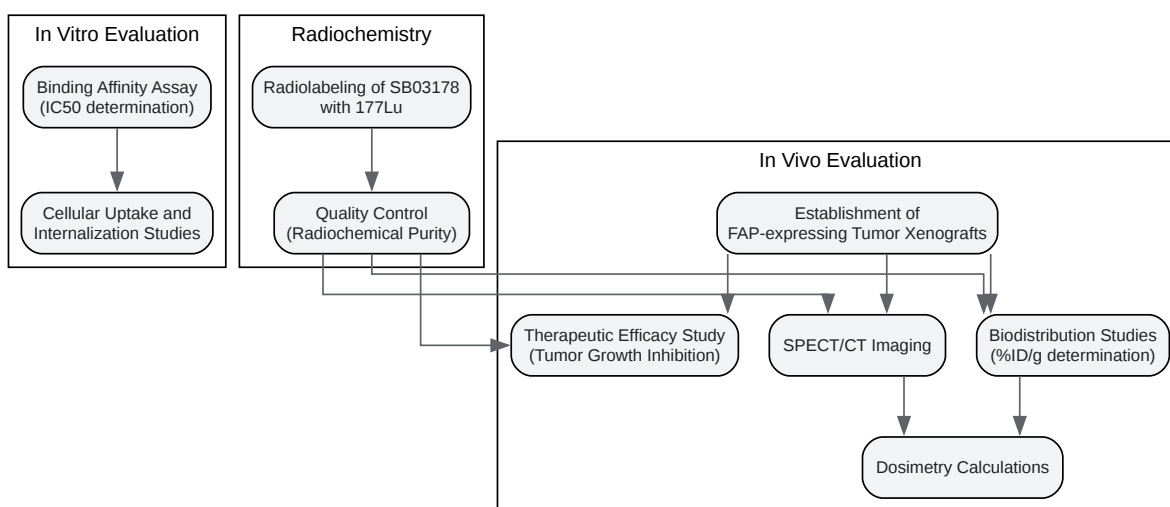 In Vitro Evaluation
Binding Affinity Assay
(IC50 determination)
Cellular Uptake and
Internalization Studies
Radiochemistry
Radiolabeling of SB03178
with 177Lu
Quality Control
(Radiochemical Purity)
In Vivo Evaluation
Establishment of
FAP-expressing Tumor Xenografts
Therapeutic Efficacy Study
(Tumor Growth Inhibition)
SPECT/CT Imaging
Biodistribution Studies
(%ID/g determination)
Dosimetry Calculations